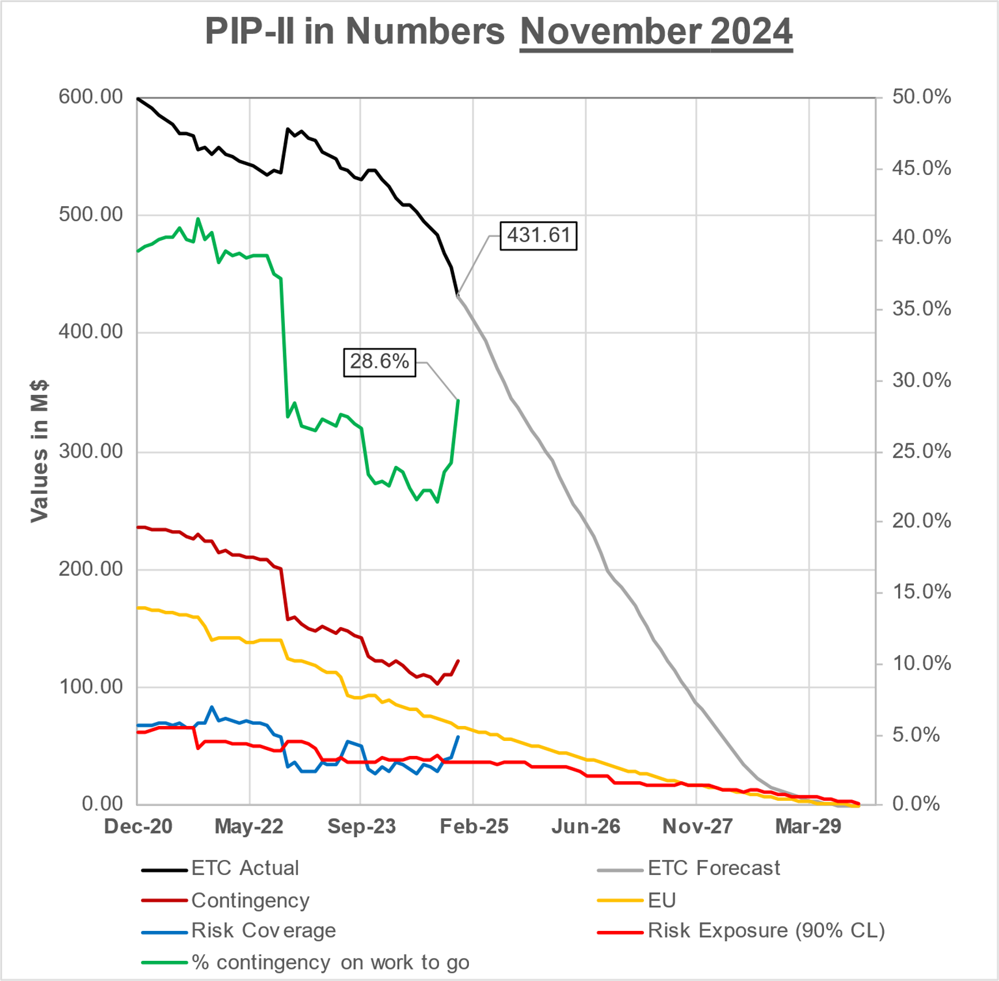 PIP-II in Numbers November 2024
600.00 50.0%
45.0%
500.00
431.61
40.0%
35.0%
400.00
28.6%
30.0%
Values in M$
300.00 25.0%
20.0%
200.00
15.0%
10.0%
100.00
5.0%
0.00 0.0%
Dec-20 May-22 Sep-23 Feb-25 Jun-26 Nov-27 Mar-29
ETC Actual ETC Forecast
Contingency EU
Risk Coverage Risk Exposure (90% CL)
% contingency on work to go